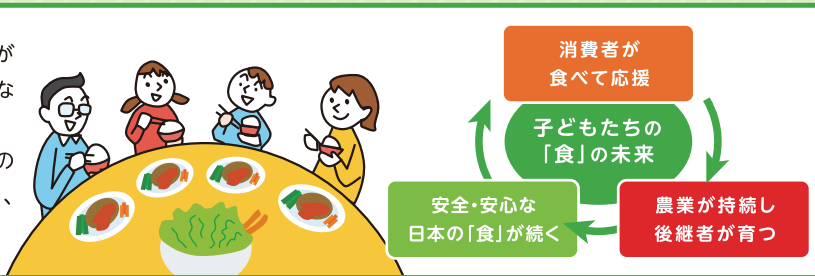 が
な
の
、
消費者が
食べて応援
子どもたちの
「食」の未来
安全・安心な
日本の「食」が続く
農業が持続し
後継者が育つ